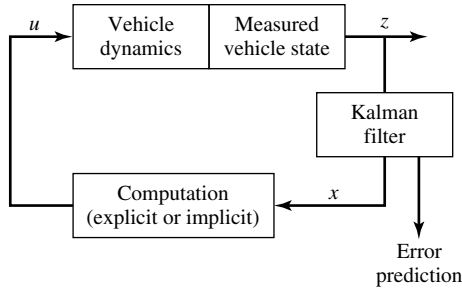 u
Vehicle
dynamics
Measured
vehicle state
z
Kalman
filter
Computation
(explicit or implicit)
x
Error
prediction